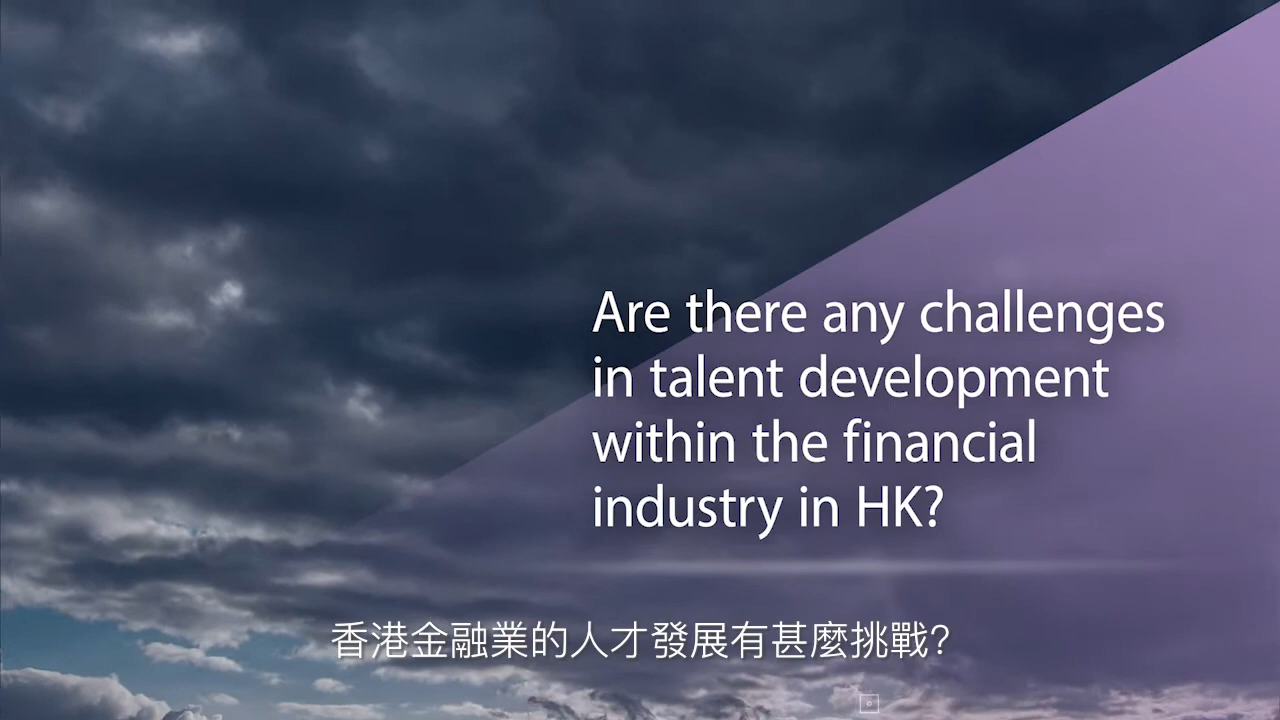 Are there any challenges
in talent development
within the financial
industry in HK?
香港金融業的人才發展有甚麼挑戰?